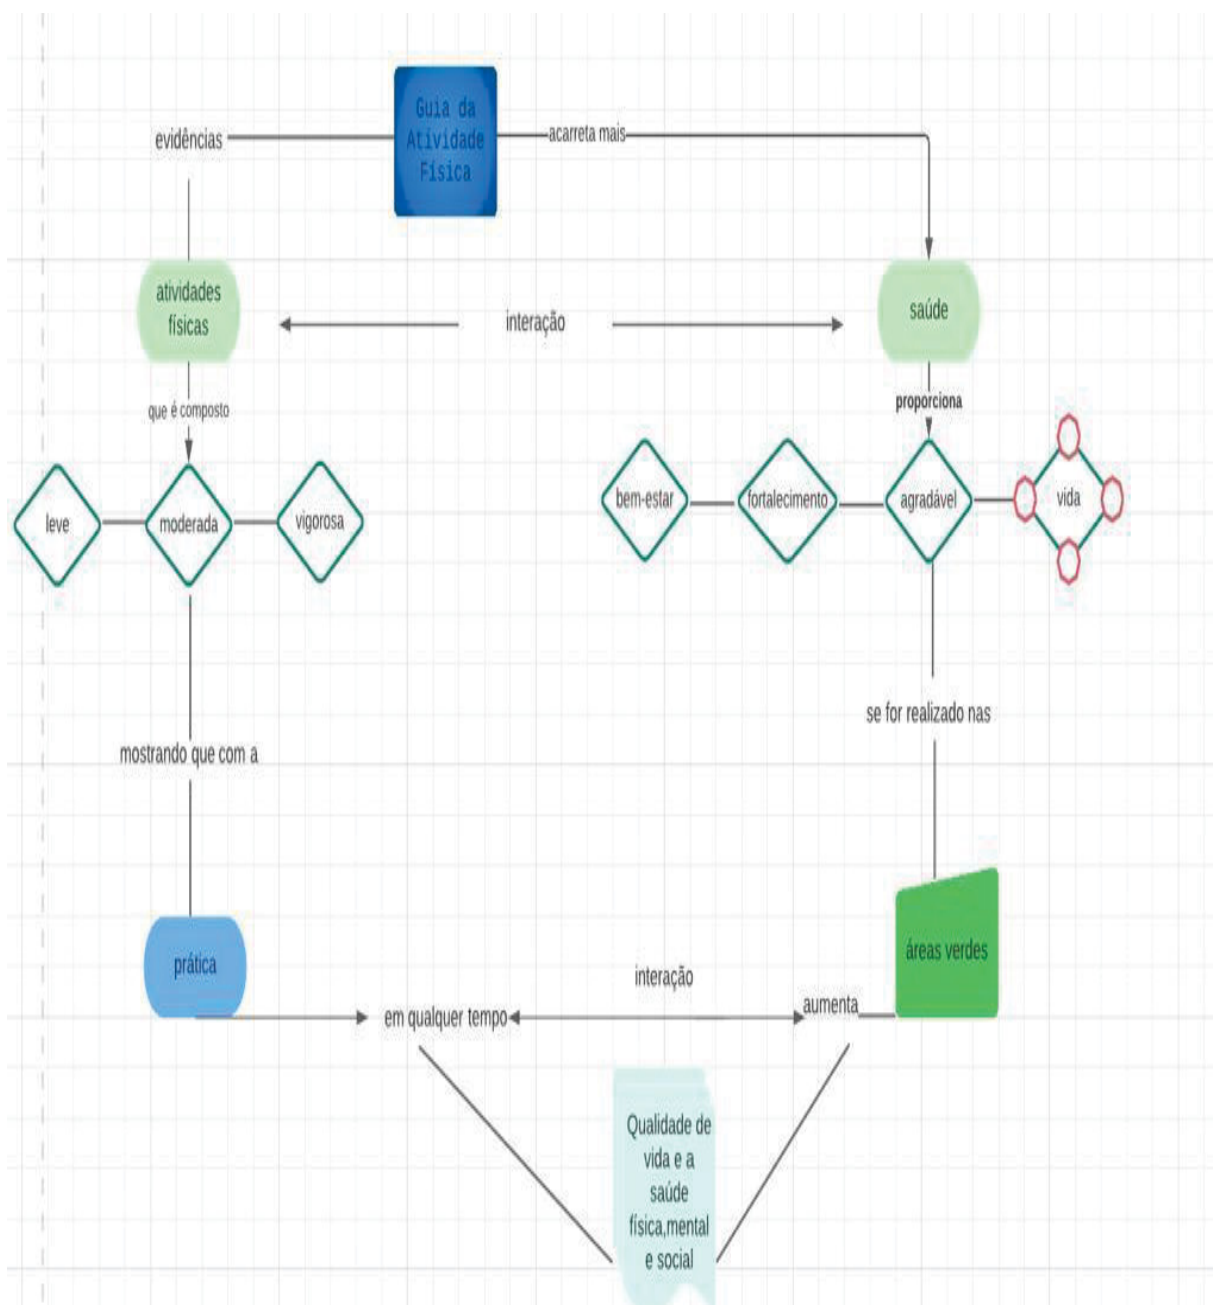 Guia da
Atividade
Física
evidências
acarreta mais
atividades
físicas
interação
saúde
que é composto
proporciona
leve
moderada
vigorosa
bem-estar
fortalecimento
agradável
vida
se for realizado nas
mostrando que com a
prática
áreas verdes
interação
em qualquer tempo
aumenta
Qualidade de
vida e a
saúde
física,mental
e social